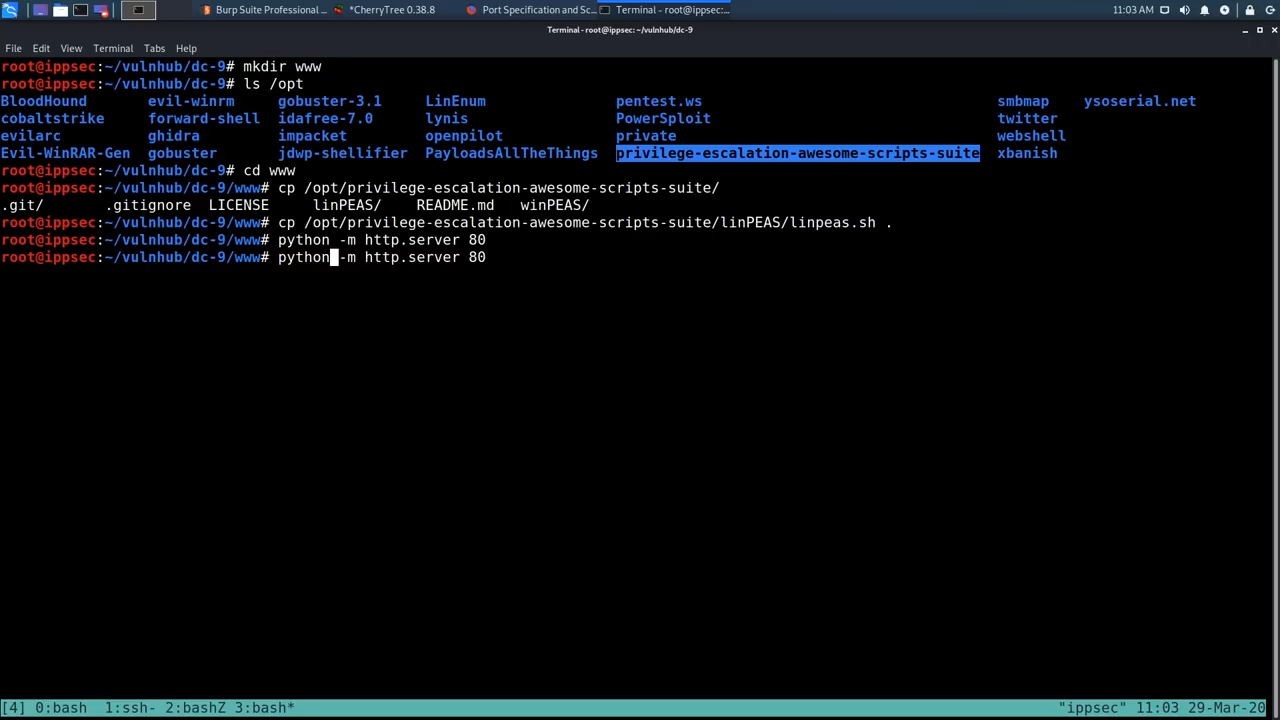 Burp Suite Professional ... *CherryTree 0.38.8 Port Specification and Sc... Terminal - root@ippsec:... 11:03 AM
Terminal - root@ippsec: ~/vulnhub/dc-9
File Edit View Terminal Tabs Help
root@ippsec:~/vulnhub/dc-9# mkdir www
root@ippsec:~/vulnhub/dc-9# ls /opt
BloodHound evil-winrm gobuster-3.1 LinEnum pentest.ws smbmap ysoserial.net
cobaltstrike forward-shell idafree-7.0 lynis PowerSploit twitter
evilarc ghidra impacket openpilot private webshell
Evil-WinRAR-Gen gobuster jdwp-shellifier PayloadsAllTheThings privilege-escalation-awesome-scripts-suite xbanish
root@ippsec:~/vulnhub/dc-9# cd www
root@ippsec:~/vulnhub/dc-9/www# cp /opt/privilege-escalation-awesome-scripts-suite/
.git/ .gitignore LICENSE linPEAS/ README.md winPEAS/
root@ippsec:~/vulnhub/dc-9/www# cp /opt/privilege-escalation-awesome-scripts-suite/linPEAS/linpeas.sh .
root@ippsec:~/vulnhub/dc-9/www# python -m http.server 80
root@ippsec:~/vulnhub/dc-9/www# python -m http.server 80
[4] 0:bash 1:ssh- 2:bashZ 3:bash* "ippsec" 11:03 29-Mar-20